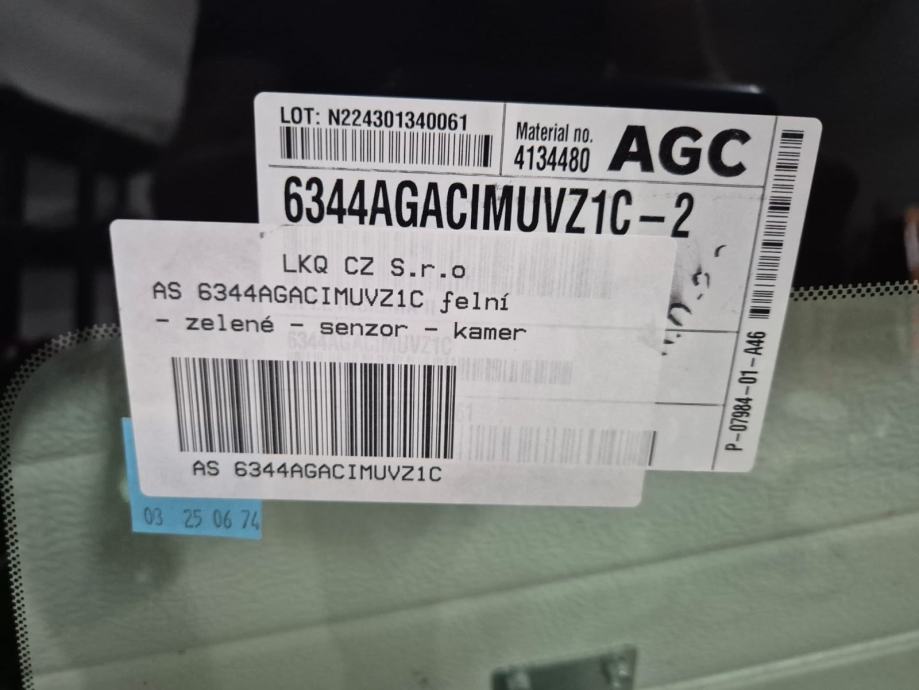 LOT: N224301340061
Material no.
4134480
AGC
6344AGACIMUVZ1C-2
LKQ CZ S.r.o
AS 6344AGACIMUVZ1C felní
- zelené - senzor - kamer
6344AGACIMUVZ1C
AS 6344AGACIMUVZ1C
P-07984-01-A46
03 25 06 74